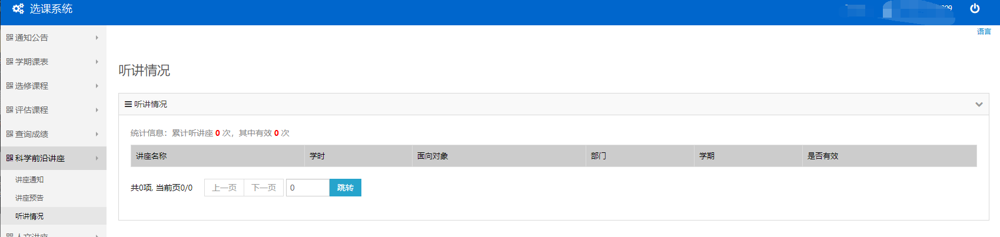 选课系统
语言
通知公告
学期课表
选修课程
评估课程
查询成绩
科学前沿讲座
讲座通知
讲座预告
听讲情况
人文讲座
听讲情况
听讲情况
统计信息：累计听讲座 0 次，其中有效 0 次
讲座名称 学时 面向对象 部门 学期 是否有效
共0项, 当前页0/0 上一页 下一页 0 跳转